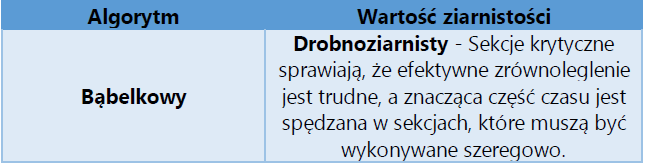 Algorytm Wartość ziarnistości
Bąbelkowy
Drobnoziarnisty - Sekcje krytyczne
sprawiają, że efektywne zrównoleglenie
jest trudne, a znacząca część czasu jest
spędzana w sekcjach, które muszą być
wykonywane szeregowo.